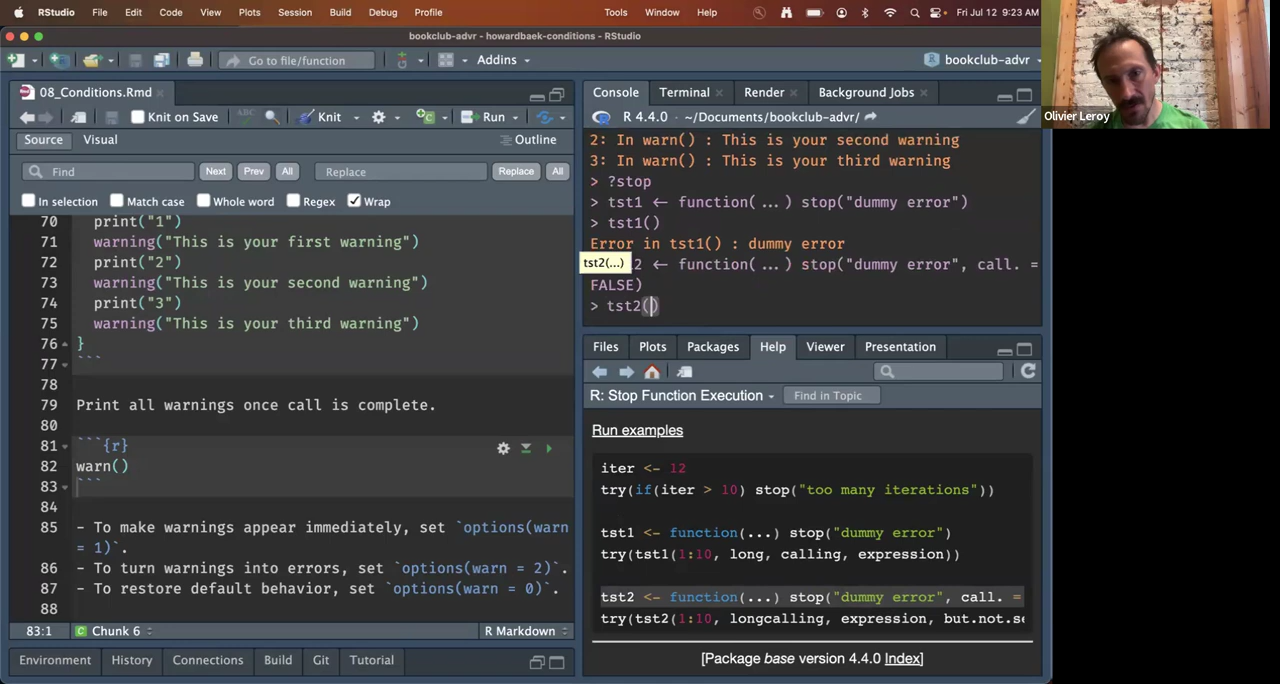 RStudio File Edit Code View Plots Session Build Debug Profile Tools Window Help Fri Jul 12 9:23 AM
bookclub-advr - howardbaek-conditions - RStudio
Go to file/function Addins bookclub-advr
08_Conditions.Rmd
Knit on Save ABC Knit Run
Source Visual Outline
Find Next Prev All Replace Replace All
In selection Match case Whole word Regex Wrap
70 print("1")
71 warning("This is your first warning")
72 print("2")
73 warning("This is your second warning")
74 print("3")
75 warning("This is your third warning")
76 }
77 ```
78
79 Print all warnings once call is complete.
80
81 ```{r}
82 warn()
83 ```
84
85 - To make warnings appear immediately, set `options(warn
= 1)`.
86 - To turn warnings into errors, set `options(warn = 2)`.
87 - To restore default behavior, set `options(warn = 0)`.
88
83:1 Chunk 6 R Markdown
Environment History Connections Build Git Tutorial
Console Terminal Render Background Jobs
R 4.4.0 · ~/Documents/bookclub-advr/
2: In warn() : This is your second warning
3: In warn() : This is your third warning
> ?stop
> tst1 <- function(...) stop("dummy error")
> tst1()
Error in tst1() : dummy error
tst2(...)
2 <- function(...) stop("dummy error", call. =
FALSE)
> tst2()
Files Plots Packages Help Viewer Presentation
R: Stop Function Execution Find in Topic
Run examples
iter <- 12
try(if(iter > 10) stop("too many iterations"))
tst1 <- function(...) stop("dummy error")
try(tst1(1:10, long, calling, expression))
tst2 <- function(...) stop("dummy error", call. =
try(tst2(1:10, longcalling, expression, but.not.se
[Package base version 4.4.0 Index]
Olivier Leroy